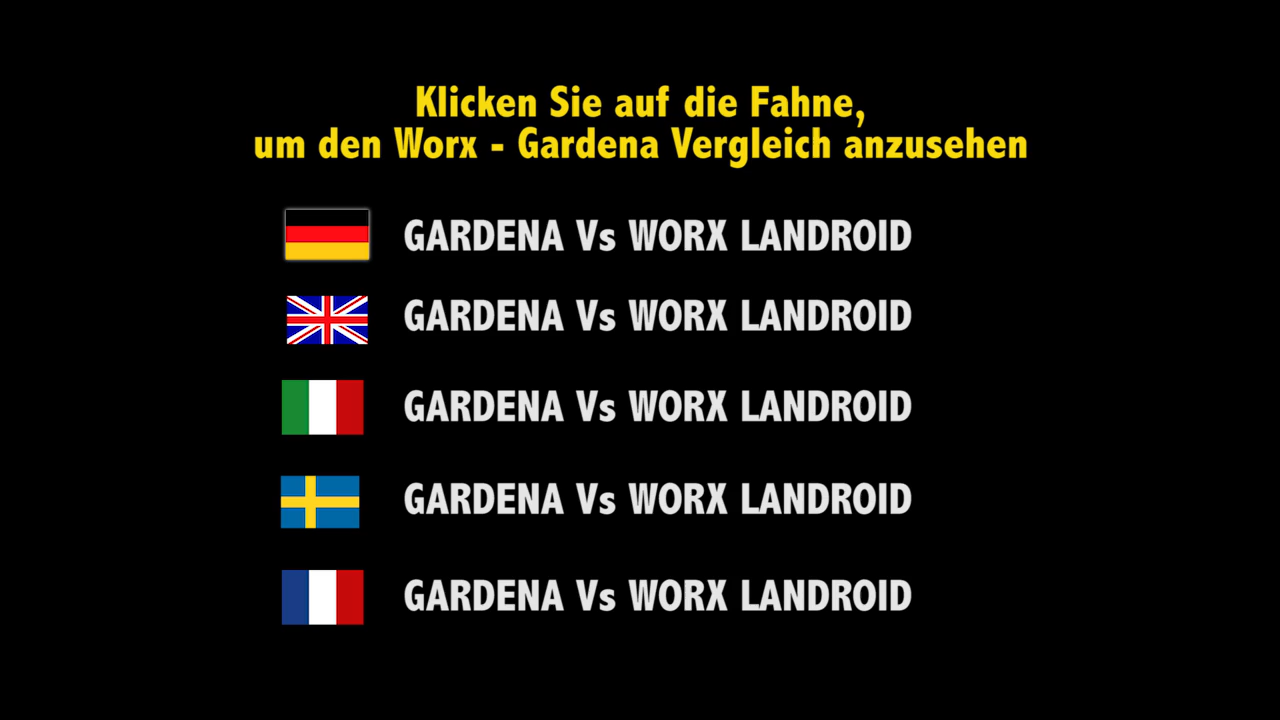 Klicken Sie auf die Fahne,
um den Worx - Gardena Vergleich anzusehen
GARDENA Vs WORX LANDROID
GARDENA Vs WORX LANDROID
GARDENA Vs WORX LANDROID
GARDENA Vs WORX LANDROID
GARDENA Vs WORX LANDROID